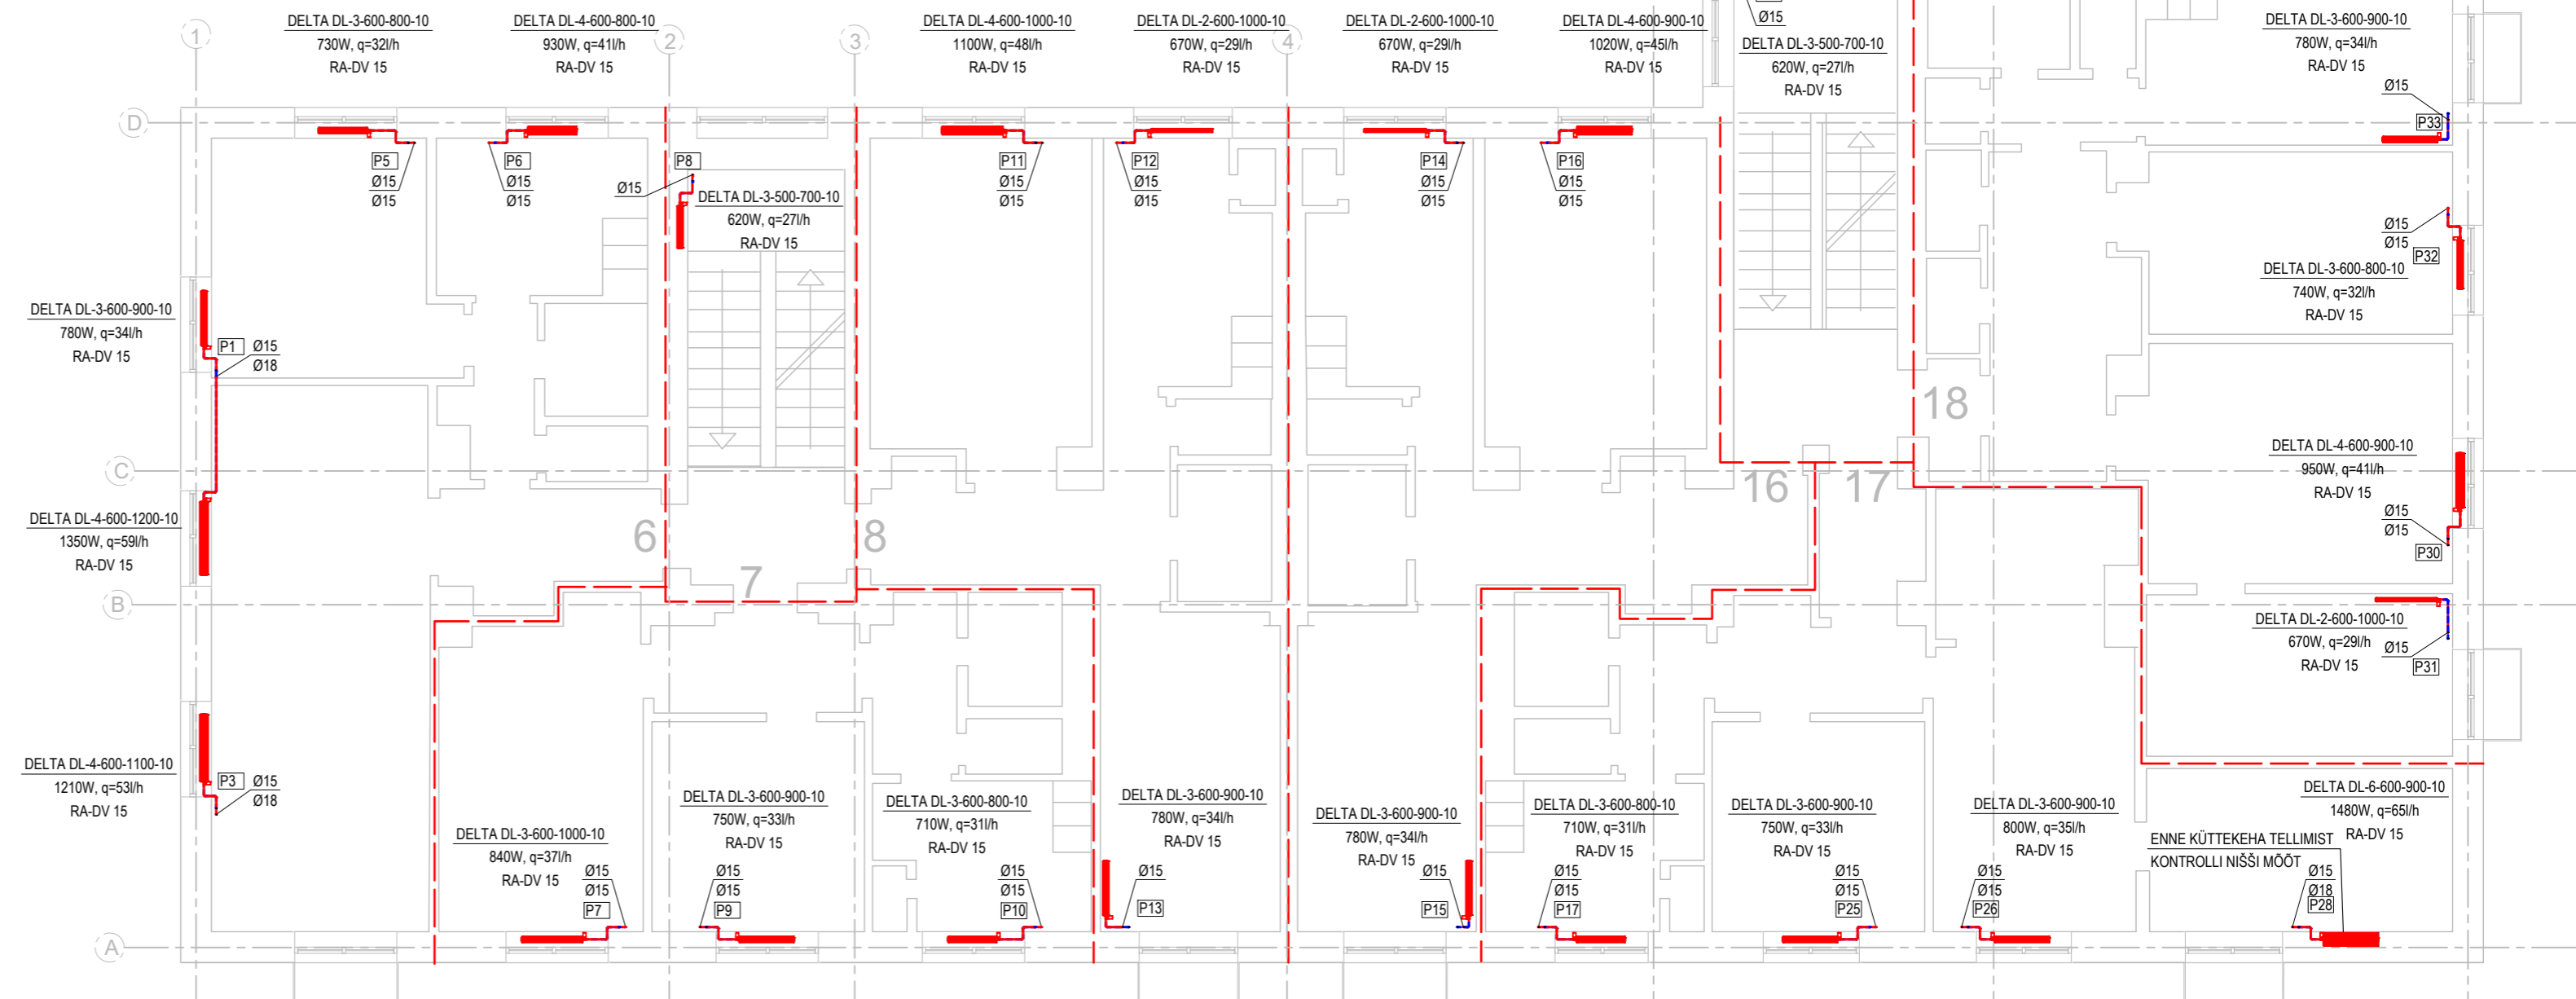 DELTA DL-3-600-800-10
730W, q=32l/h
RA-DV 15
DELTA DL-4-600-800-10
930W, q=41l/h
RA-DV 15
DELTA DL-4-600-1000-10
1100W, q=48l/h
RA-DV 15
DELTA DL-2-600-1000-10
670W, q=29l/h
RA-DV 15
DELTA DL-2-600-1000-10
670W, q=29l/h
RA-DV 15
DELTA DL-4-600-900-10
1020W, q=45l/h
RA-DV 15
Ø15
DELTA DL-3-500-700-10
620W, q=27l/h
RA-DV 15
DELTA DL-3-600-900-10
780W, q=34l/h
RA-DV 15
Ø15
P33
1
2
3
4
D
P5
Ø15
Ø15
P6
Ø15
Ø15
P8
Ø15
DELTA DL-3-500-700-10
620W, q=27l/h
RA-DV 15
P11
Ø15
Ø15
P12
Ø15
Ø15
P14
Ø15
Ø15
P16
Ø15
Ø15
Ø15
Ø15
P32
DELTA DL-3-600-800-10
740W, q=32l/h
RA-DV 15
DELTA DL-3-600-900-10
780W, q=34l/h
RA-DV 15
P1
Ø15
Ø18
18
C
DELTA DL-4-600-900-10
950W, q=41l/h
RA-DV 15
Ø15
Ø15
P30
16
17
DELTA DL-4-600-1200-10
1350W, q=59l/h
RA-DV 15
6
8
7
B
DELTA DL-2-600-1000-10
670W, q=29l/h
RA-DV 15
Ø15
P31
DELTA DL-4-600-1100-10
1210W, q=53l/h
RA-DV 15
P3
Ø15
Ø18
DELTA DL-3-600-1000-10
840W, q=37l/h
RA-DV 15
Ø15
Ø15
P7
DELTA DL-3-600-900-10
750W, q=33l/h
RA-DV 15
Ø15
Ø15
P9
DELTA DL-3-600-800-10
710W, q=31l/h
RA-DV 15
Ø15
Ø15
P10
DELTA DL-3-600-900-10
780W, q=34l/h
RA-DV 15
Ø15
P13
DELTA DL-3-600-900-10
780W, q=34l/h
RA-DV 15
Ø15
P15
DELTA DL-3-600-800-10
710W, q=31l/h
RA-DV 15
Ø15
Ø15
P17
DELTA DL-3-600-900-10
750W, q=33l/h
RA-DV 15
Ø15
Ø15
P25
DELTA DL-3-600-900-10
800W, q=35l/h
RA-DV 15
Ø15
Ø15
P26
DELTA DL-6-600-900-10
1480W, q=65l/h
RA-DV 15
ENNE KÜTTEKEHA TELLIMIST
KONTROLLI NIŠŠI MÕÕT
Ø15
Ø18
P28
A